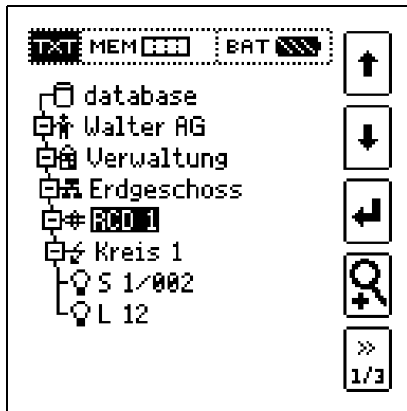 TXT MEM BAT
database
Walter AG
Verwaltung
Erdgeschoss
RCD 1
Kreis 1
S 1/002
L 12
»
1/3